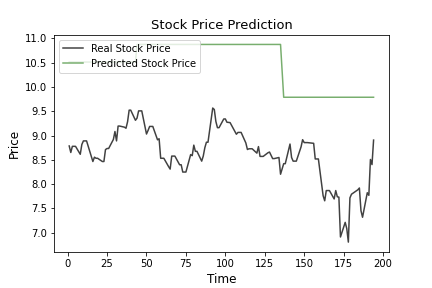 Stock Price Prediction
Real Stock Price
Predicted Stock Price
Price
11.0
10.5
10.0
9.5
9.0
8.5
8.0
7.5
7.0
0 25 50 75 100 125 150 175 200
Time